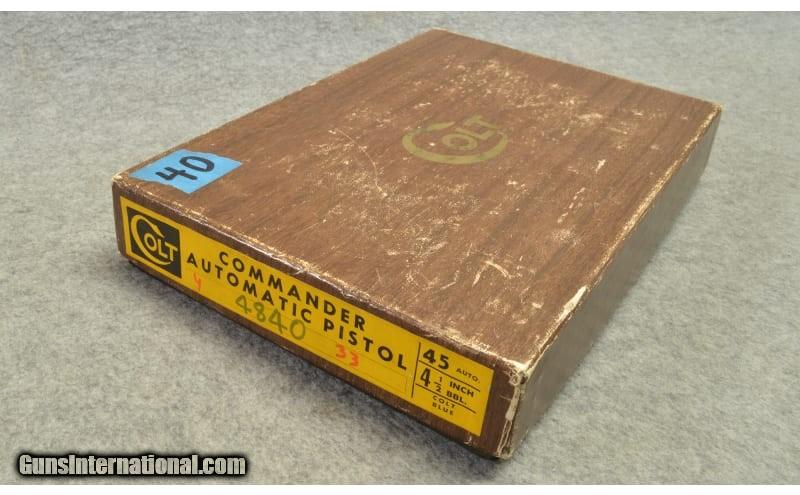 COLT
40
COLT
COMMANDER
AUTOMATIC PISTOL
4
4840
33
45 AUTO.
4 1/2 INCH BBL.
COLT
BLUE
GunsInternational.com